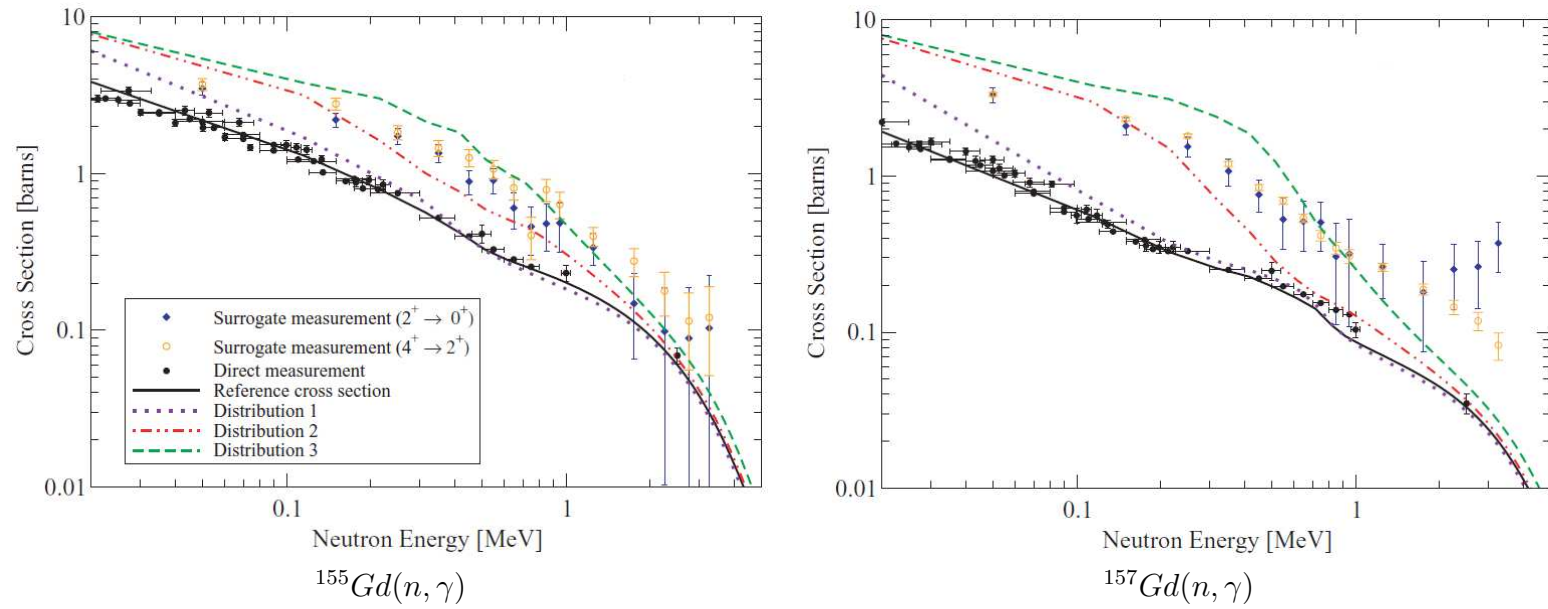 10
1
0.1
0.01
Cross Section [barns]
Surrogate measurement (2⁺ → 0⁺)
Surrogate measurement (4⁺ → 2⁺)
Direct measurement
Reference cross section
Distribution 1
Distribution 2
Distribution 3
0.1
1
Neutron Energy [MeV]
¹⁵⁵Gd(n, γ)
10
1
0.1
0.01
Cross Section [barns]
0.1
1
Neutron Energy [MeV]
¹⁵⁷Gd(n, γ)